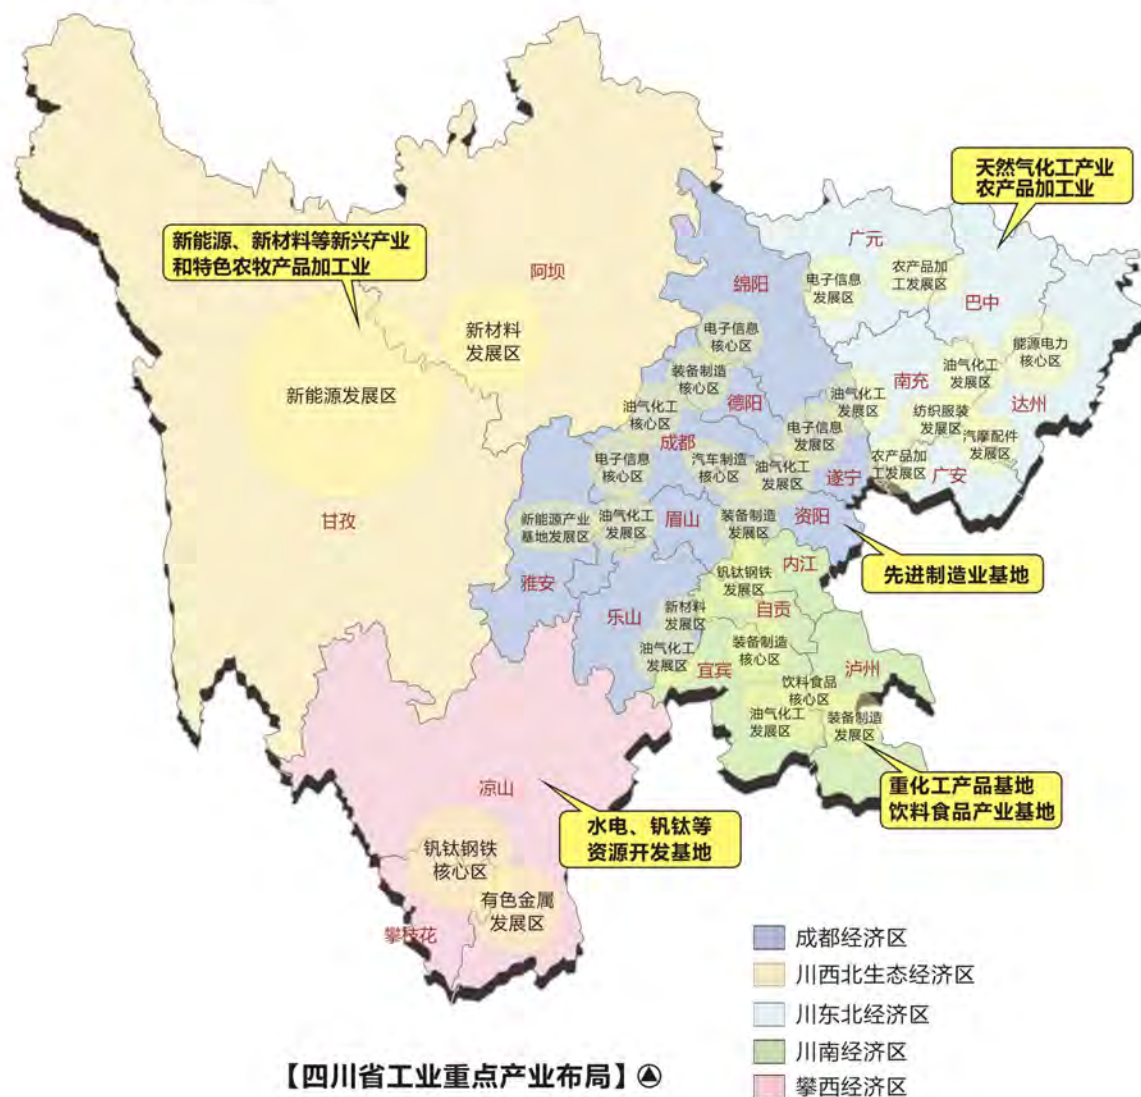 天然气化工产业
农产品加工业
新能源、新材料等新兴产业
和特色农牧产品加工业
广元
阿坝
绵阳
农产品加
工发展区
电子信息
发展区
巴中
新材料
发展区
电子信息
核心区
能源电力
核心区
新能源发展区
装备制造
核心区
油气化工
发展区
南充
德阳
油气化工
发展区
达州
油气化工
核心区
纺织服装
发展区
电子信息
发展区
成都
汽摩配件
发展区
电子信息
核心区
汽车制造
核心区
油气化工
发展区
农产品加
工发展区
遂宁
广安
甘孜
新能源产业
基地发展区
油气化工
发展区
眉山
装备制造
发展区
资阳
内江
先进制造业基地
雅安
钒钛钢铁
发展区
自贡
乐山
新材料
发展区
装备制造
核心区
油气化工
发展区
宜宾
泸州
饮料食品
核心区
油气化工
发展区
装备制造
发展区
凉山
重化工产品基地
饮料食品产业基地
水电、钒钛等
资源开发基地
钒钛钢铁
核心区
有色金属
发展区
攀枝花
成都经济区
川西北生态经济区
川东北经济区
川南经济区
攀西经济区
【四川省工业重点产业布局】